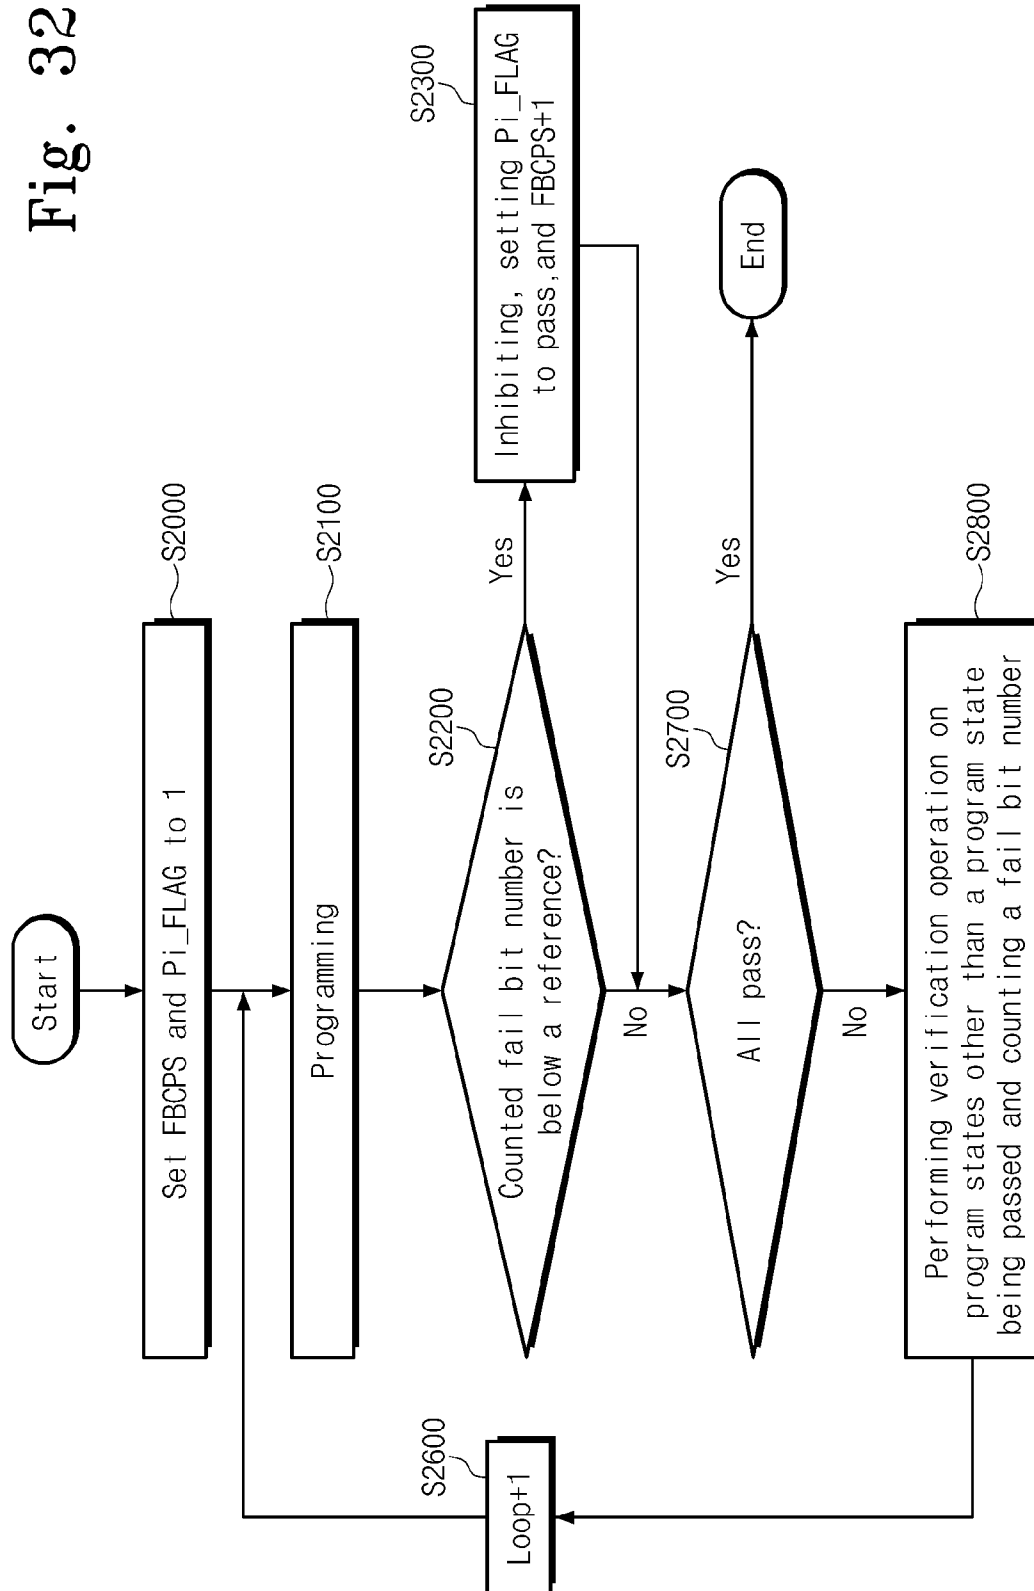 Fig. 32
Start
S2000
Set FBCPS and Pi_FLAG to 1
S2100
Programming
S2200
Counted fail bit number is
below a reference?
Yes
S2300
Inhibiting, setting Pi_FLAG
to pass,and FBCPS+1
No
S2700
All pass?
Yes
End
No
S2800
Performing verification operation on
program states other than a program state
being passed and counting a fail bit number
S2600
Loop+1